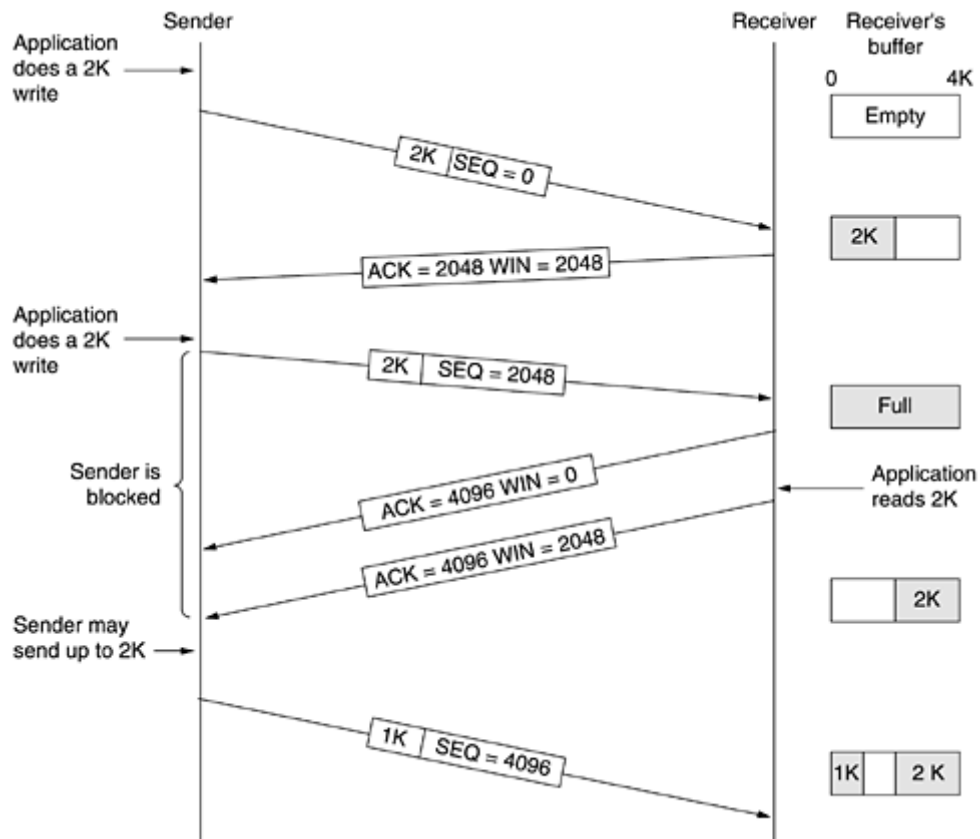 Sender
Receiver
Receiver's
buffer
Application
does a 2K
write
0
4K
Empty
2K
SEQ = 0
2K
ACK = 2048 WIN = 2048
Application
does a 2K
write
2K
SEQ = 2048
Full
Sender is
blocked
ACK = 4096 WIN = 0
Application
reads 2K
ACK = 4096 WIN = 2048
2K
Sender may
send up to 2K
1K
SEQ = 4096
1K
2 K